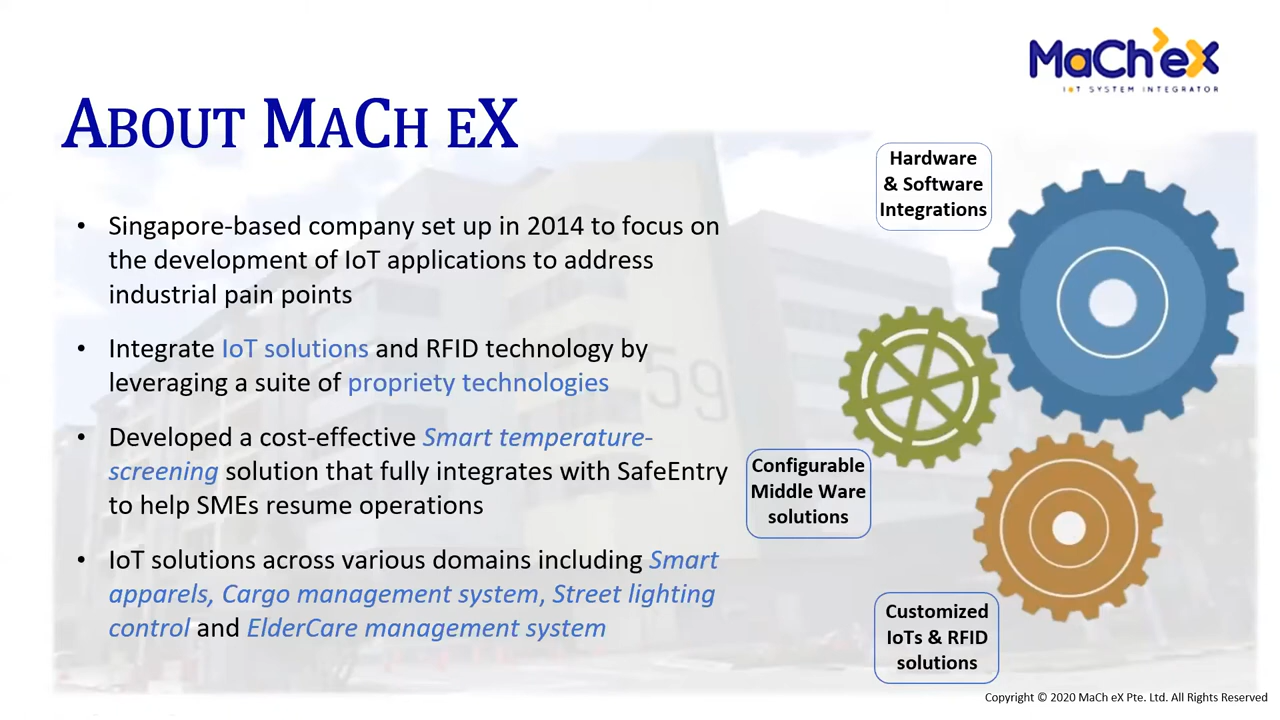 MaCh'eX
IoT SYSTEM INTEGRATOR
ABOUT MACH EX
• Singapore-based company set up in 2014 to focus on
the development of IoT applications to address
industrial pain points
• Integrate IoT solutions and RFID technology by
leveraging a suite of propriety technologies
• Developed a cost-effective Smart temperature-
screening solution that fully integrates with SafeEntry
to help SMEs resume operations
• IoT solutions across various domains including Smart
apparels, Cargo management system, Street lighting
control and ElderCare management system
59
Hardware
& Software
Integrations
Configurable
Middle Ware
solutions
Customized
IoTs & RFID
solutions
Copyright © 2020 MaCh eX Pte. Ltd. All Rights Reserved